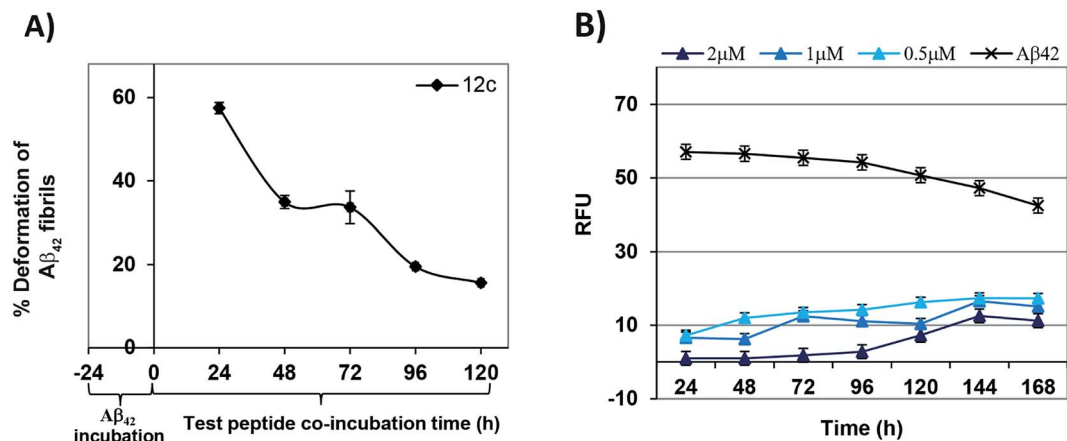 A)
% Deformation of
Aβ42 fibrils
60
40
20
0
12c
-24 0 24 48 72 96 120
Aβ42
incubation
Test peptide co-incubation time (h)
B)
2µM 1µM 0.5µM Aβ42
RFU
70
50
30
10
-10
24 48 72 96 120 144 168
Time (h)